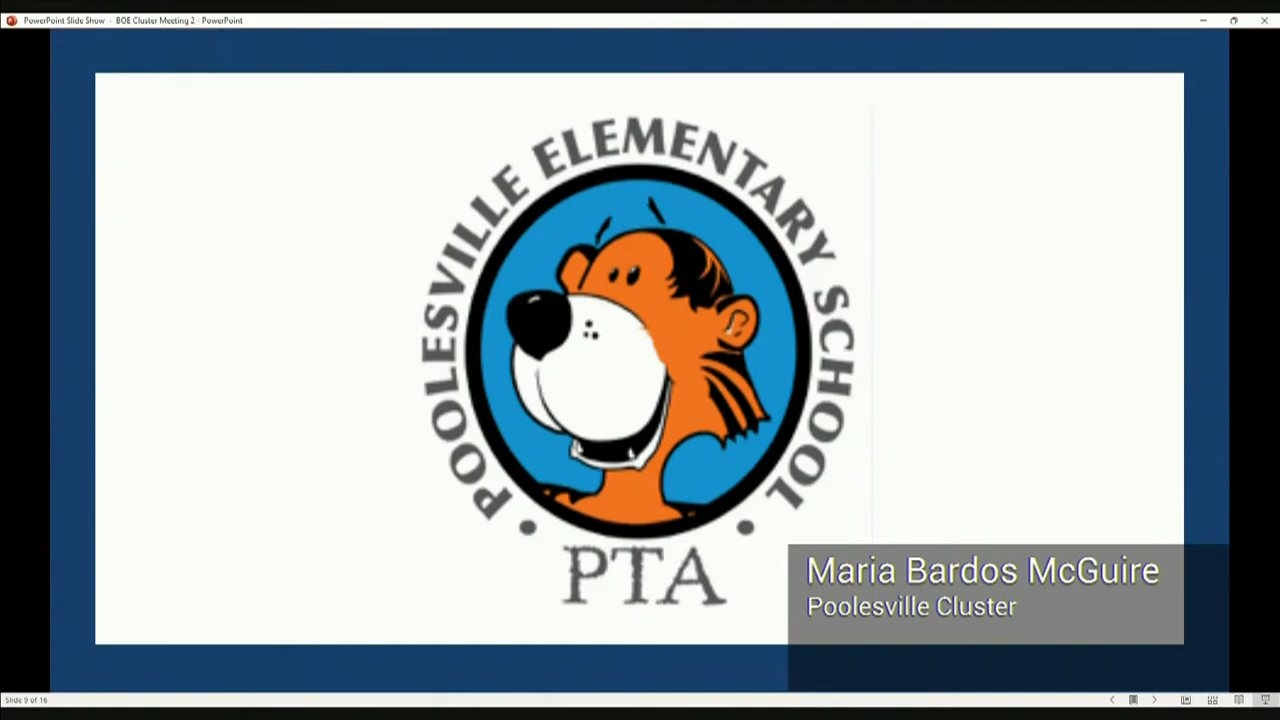 PowerPoint Slide Show - BOE Cluster Meeting 2 - PowerPoint
POOLESVILLE ELEMENTARY SCHOOL
PTA
Maria Bardos McGuire
Poolesville Cluster
Slide 9 of 16